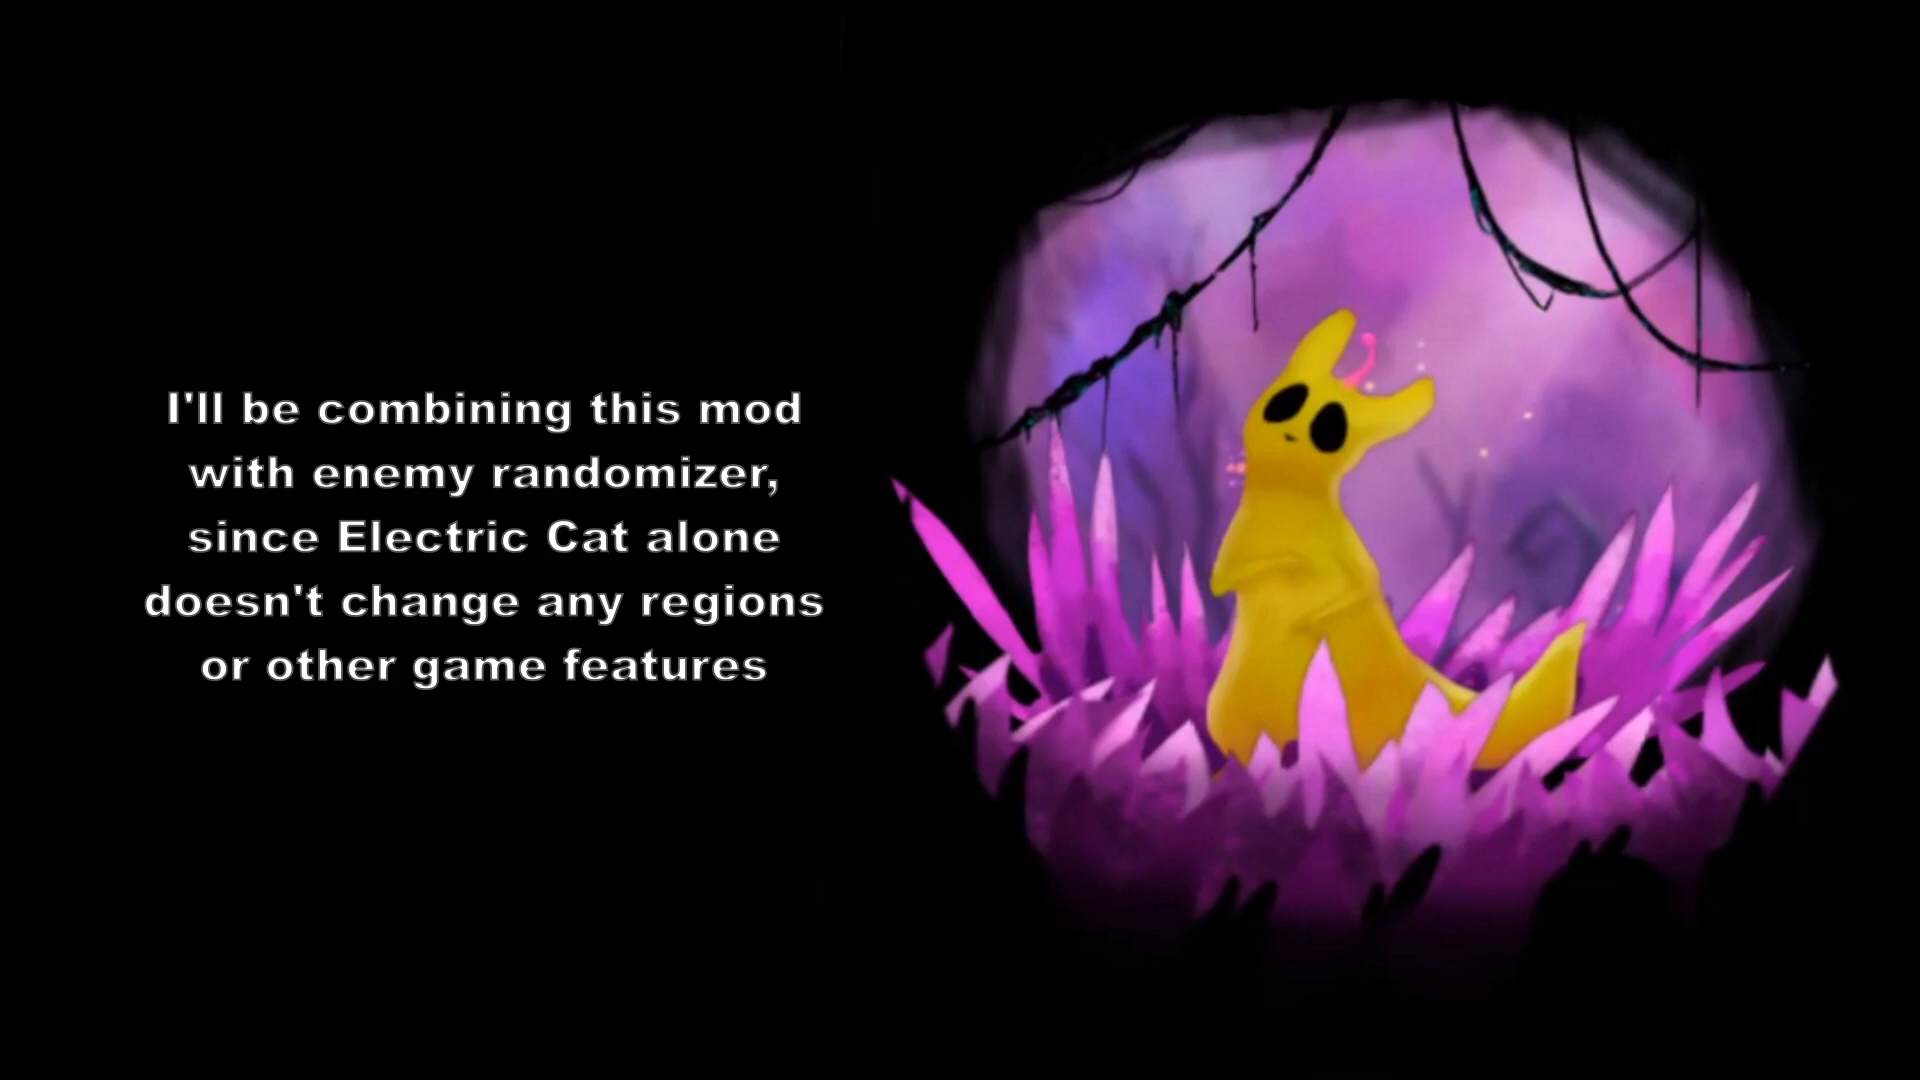 I'll be combining this mod
with enemy randomizer,
since Electric Cat alone
doesn't change any regions
or other game features